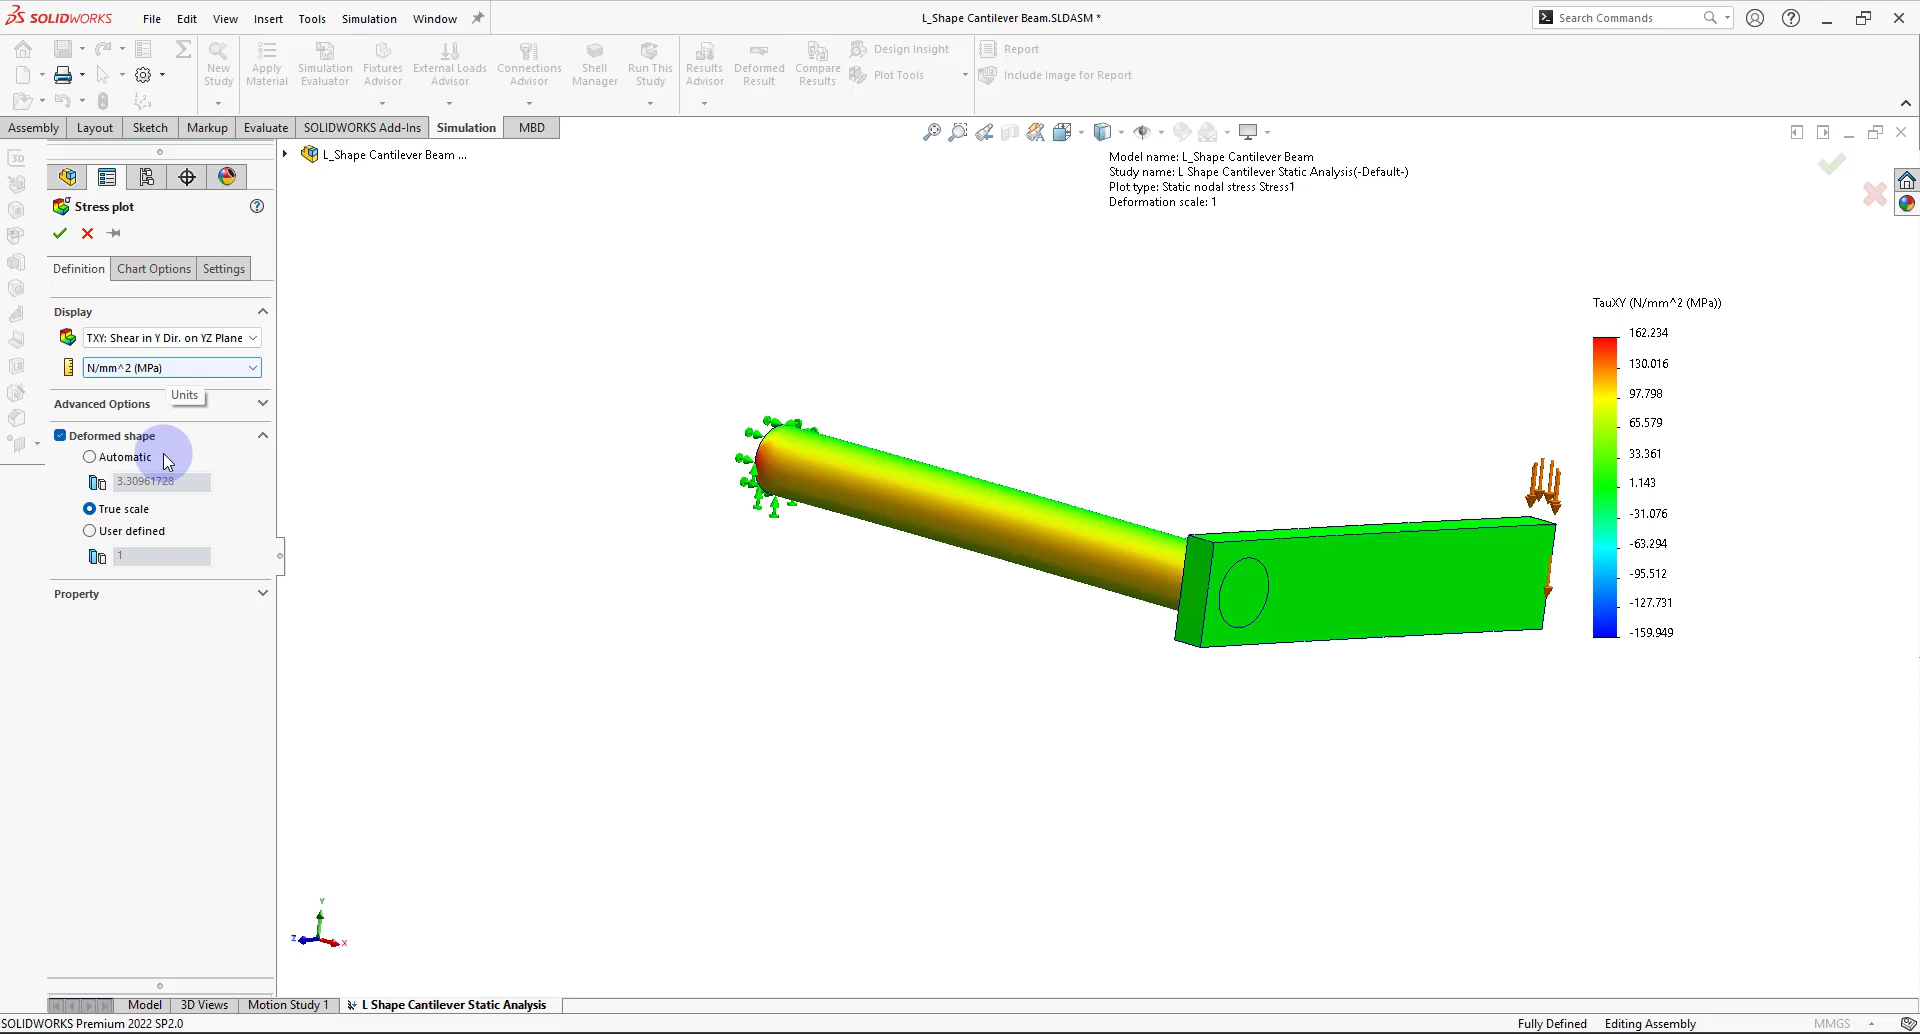 SOLIDWORKS File Edit View Insert Tools Simulation Window
L_Shape Cantilever Beam.SLDASM *
Search Commands
New Study
Apply Material
Simulation Evaluator
Fixtures Advisor
External Loads Advisor
Connections Advisor
Shell Manager
Run This Study
Results Advisor
Deformed Result
Compare Results
Design Insight
Plot Tools
Report
Include Image for Report
Assembly Layout Sketch Markup Evaluate SOLIDWORKS Add-Ins Simulation MBD
L_Shape Cantilever Beam ...
Model name: L_Shape Cantilever Beam
Study name: L Shape Cantilever Static Analysis(-Default-)
Plot type: Static nodal stress Stress1
Deformation scale: 1
Stress plot
Definition Chart Options Settings
Display
TXY: Shear in Y Dir. on YZ Plane
N/mm^2 (MPa)
Units
Advanced Options
Deformed shape
Automatic
3.30961728
True scale
User defined
1
Property
TauXY (N/mm^2 (MPa))
162.234
130.016
97.798
65.579
33.361
1.143
-31.076
-63.294
-95.512
-127.731
-159.949
Y
Z
X
Model 3D Views Motion Study 1 L Shape Cantilever Static Analysis
SOLIDWORKS Premium 2022 SP2.0
Fully Defined Editing Assembly MMGS